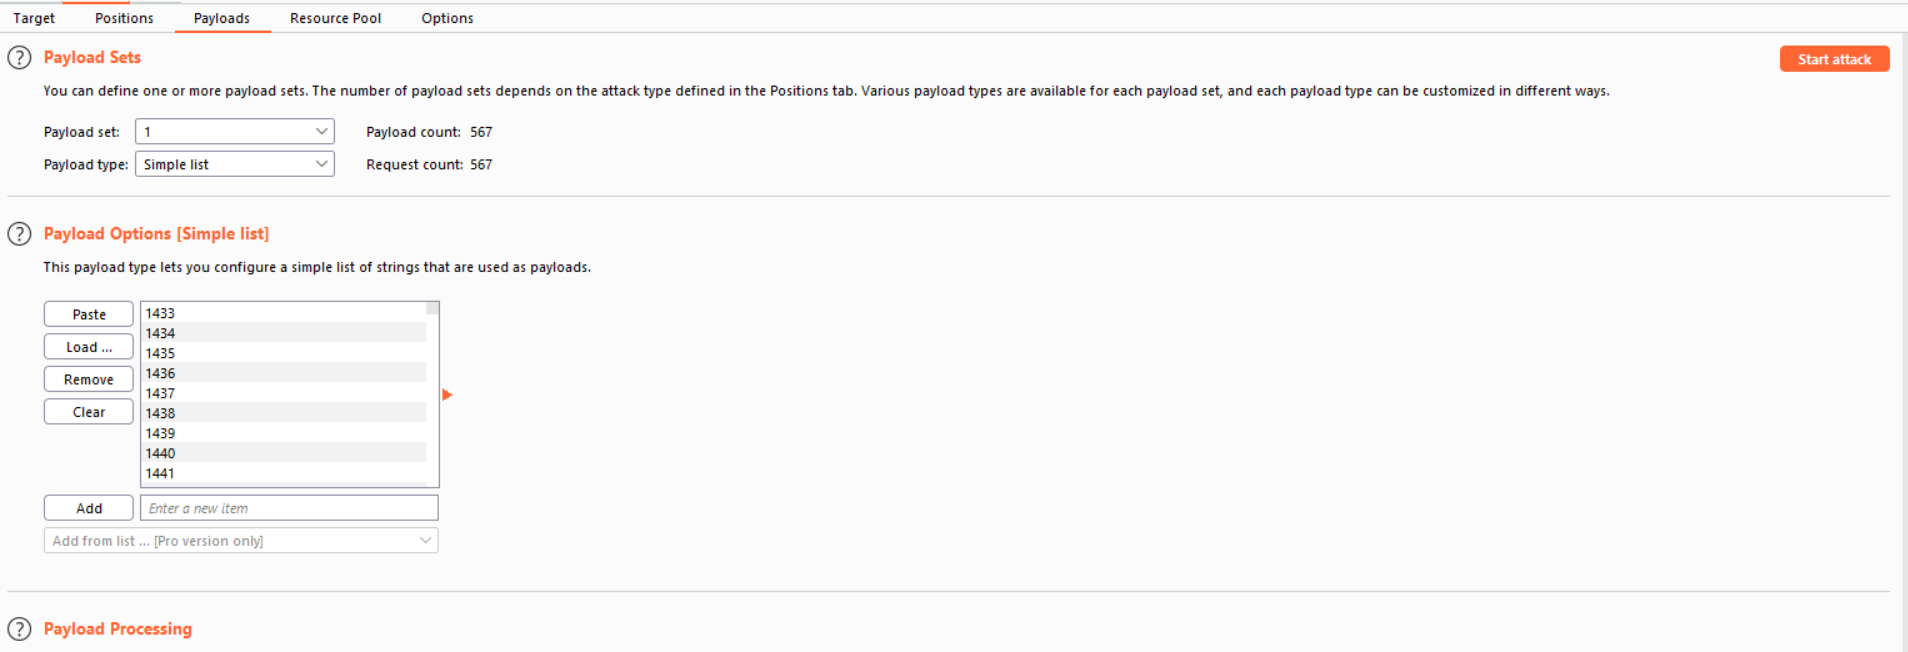 Target Positions Payloads Resource Pool Options
? Payload Sets
Start attack
You can define one or more payload sets. The number of payload sets depends on the attack type defined in the Positions tab. Various payload types are available for each payload set, and each payload type can be customized in different ways.
Payload set: 1 Payload count: 567
Payload type: Simple list Request count: 567
? Payload Options [Simple list]
This payload type lets you configure a simple list of strings that are used as payloads.
Paste
Load ...
Remove
Clear
1433
1434
1435
1436
1437
1438
1439
1440
1441
Add Enter a new item
Add from list ... [Pro version only]
? Payload Processing